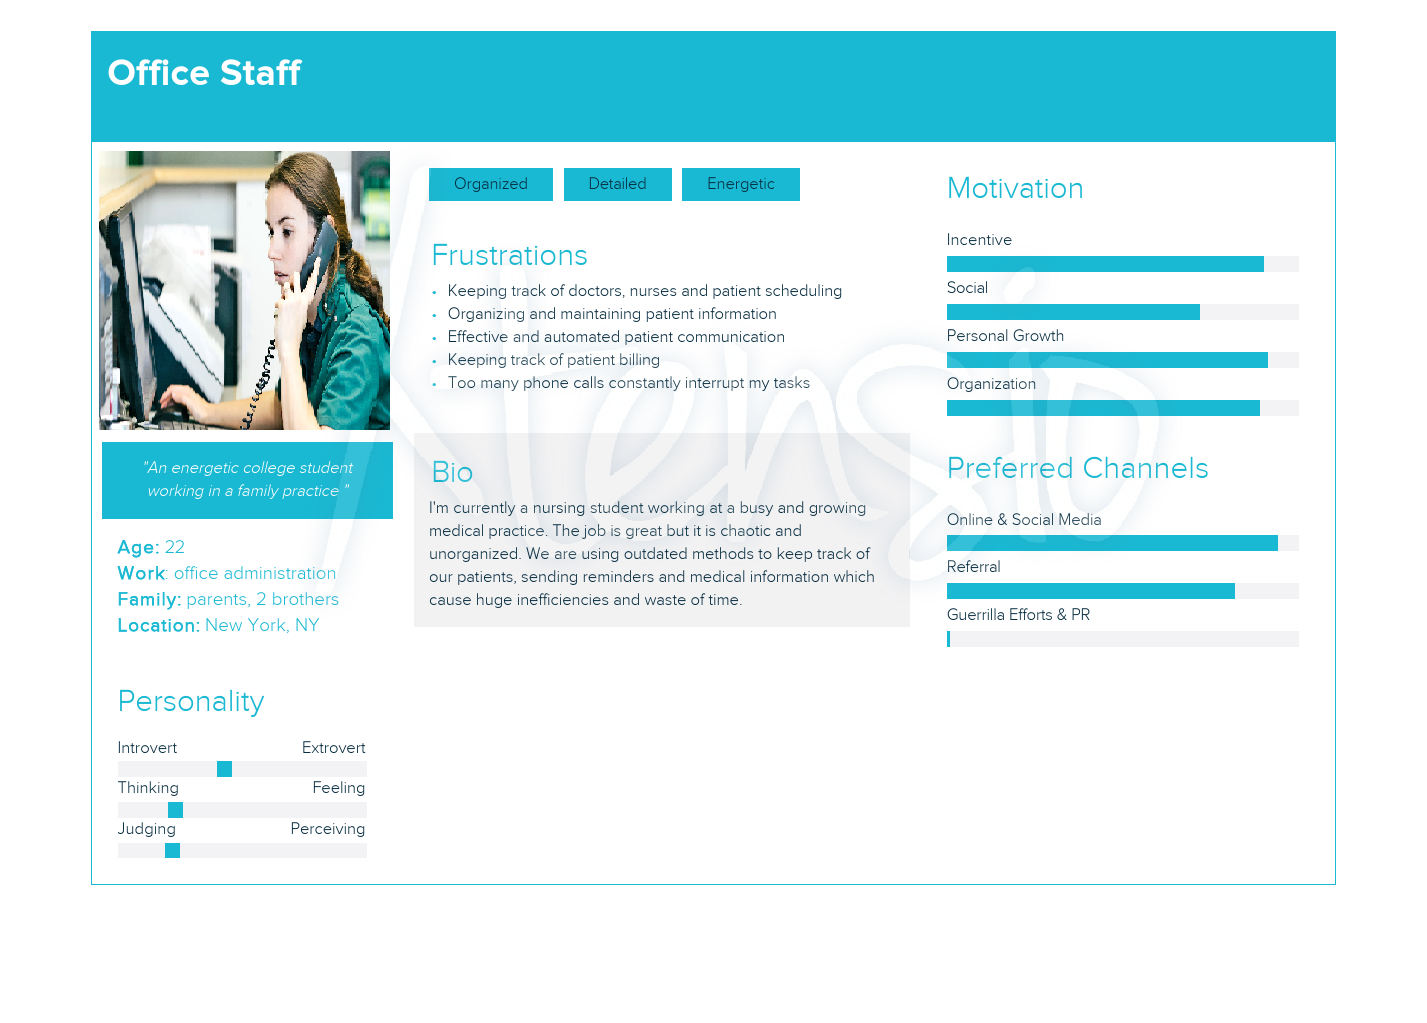 Office Staff
Organized
Detailed
Energetic
Frustrations
• Keeping track of doctors, nurses and patient scheduling
• Organizing and maintaining patient information
• Effective and automated patient communication
• Keeping track of patient billing
• Too many phone calls constantly interrupt my tasks
Bio
I'm currently a nursing student working at a busy and growing
medical practice. The job is great but it is chaotic and
unorganized. We are using outdated methods to keep track of
our patients, sending reminders and medical information which
cause huge inefficiencies and waste of time.
"An energetic college student
working in a family practice "
Age: 22
Work: office administration
Family: parents, 2 brothers
Location: New York, NY
Personality
Introvert Extrovert
Thinking Feeling
Judging Perceiving
Motivation
Incentive
Social
Personal Growth
Organization
Preferred Channels
Online & Social Media
Referral
Guerrilla Efforts & PR
Xtensio